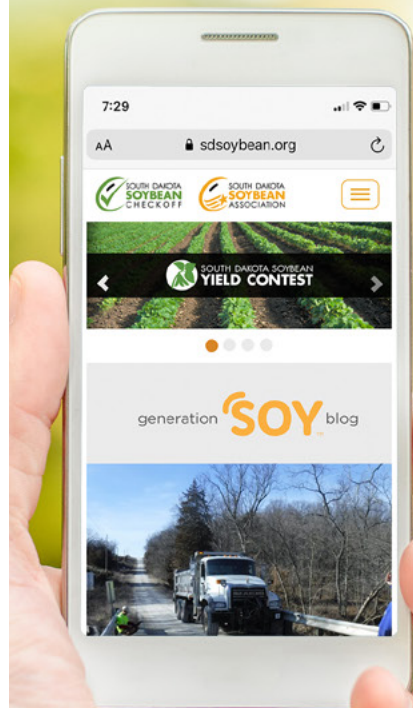 7:29
AA sdsoybean.org
SOUTH DAKOTA
SOYBEAN
CHECKOFF
SOUTH DAKOTA
SOYBEAN
ASSOCIATION
SOUTH DAKOTA SOYBEAN
YIELD CONTEST
generation SOY blog